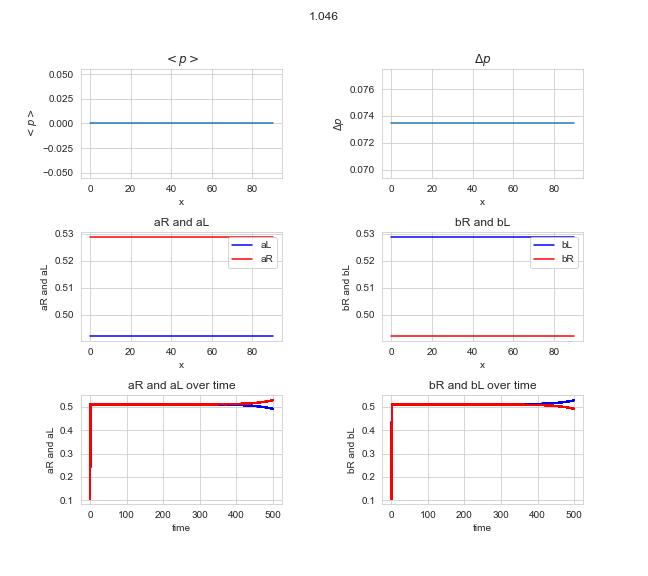 1.046
< p >
0.050
0.025
0.000
−0.025
−0.050
< p >
0 20 40 60 80
x
Δp
0.076
0.074
0.072
0.070
Δp
0 20 40 60 80
x
aR and aL
0.53
0.52
0.51
0.50
aR and aL
aL
aR
0 20 40 60 80
x
bR and bL
0.53
0.52
0.51
0.50
bR and bL
bL
bR
0 20 40 60 80
x
aR and aL over time
0.5
0.4
0.3
0.2
0.1
aR and aL
0 100 200 300 400 500
time
bR and bL over time
0.5
0.4
0.3
0.2
0.1
bR and bL
0 100 200 300 400 500
time